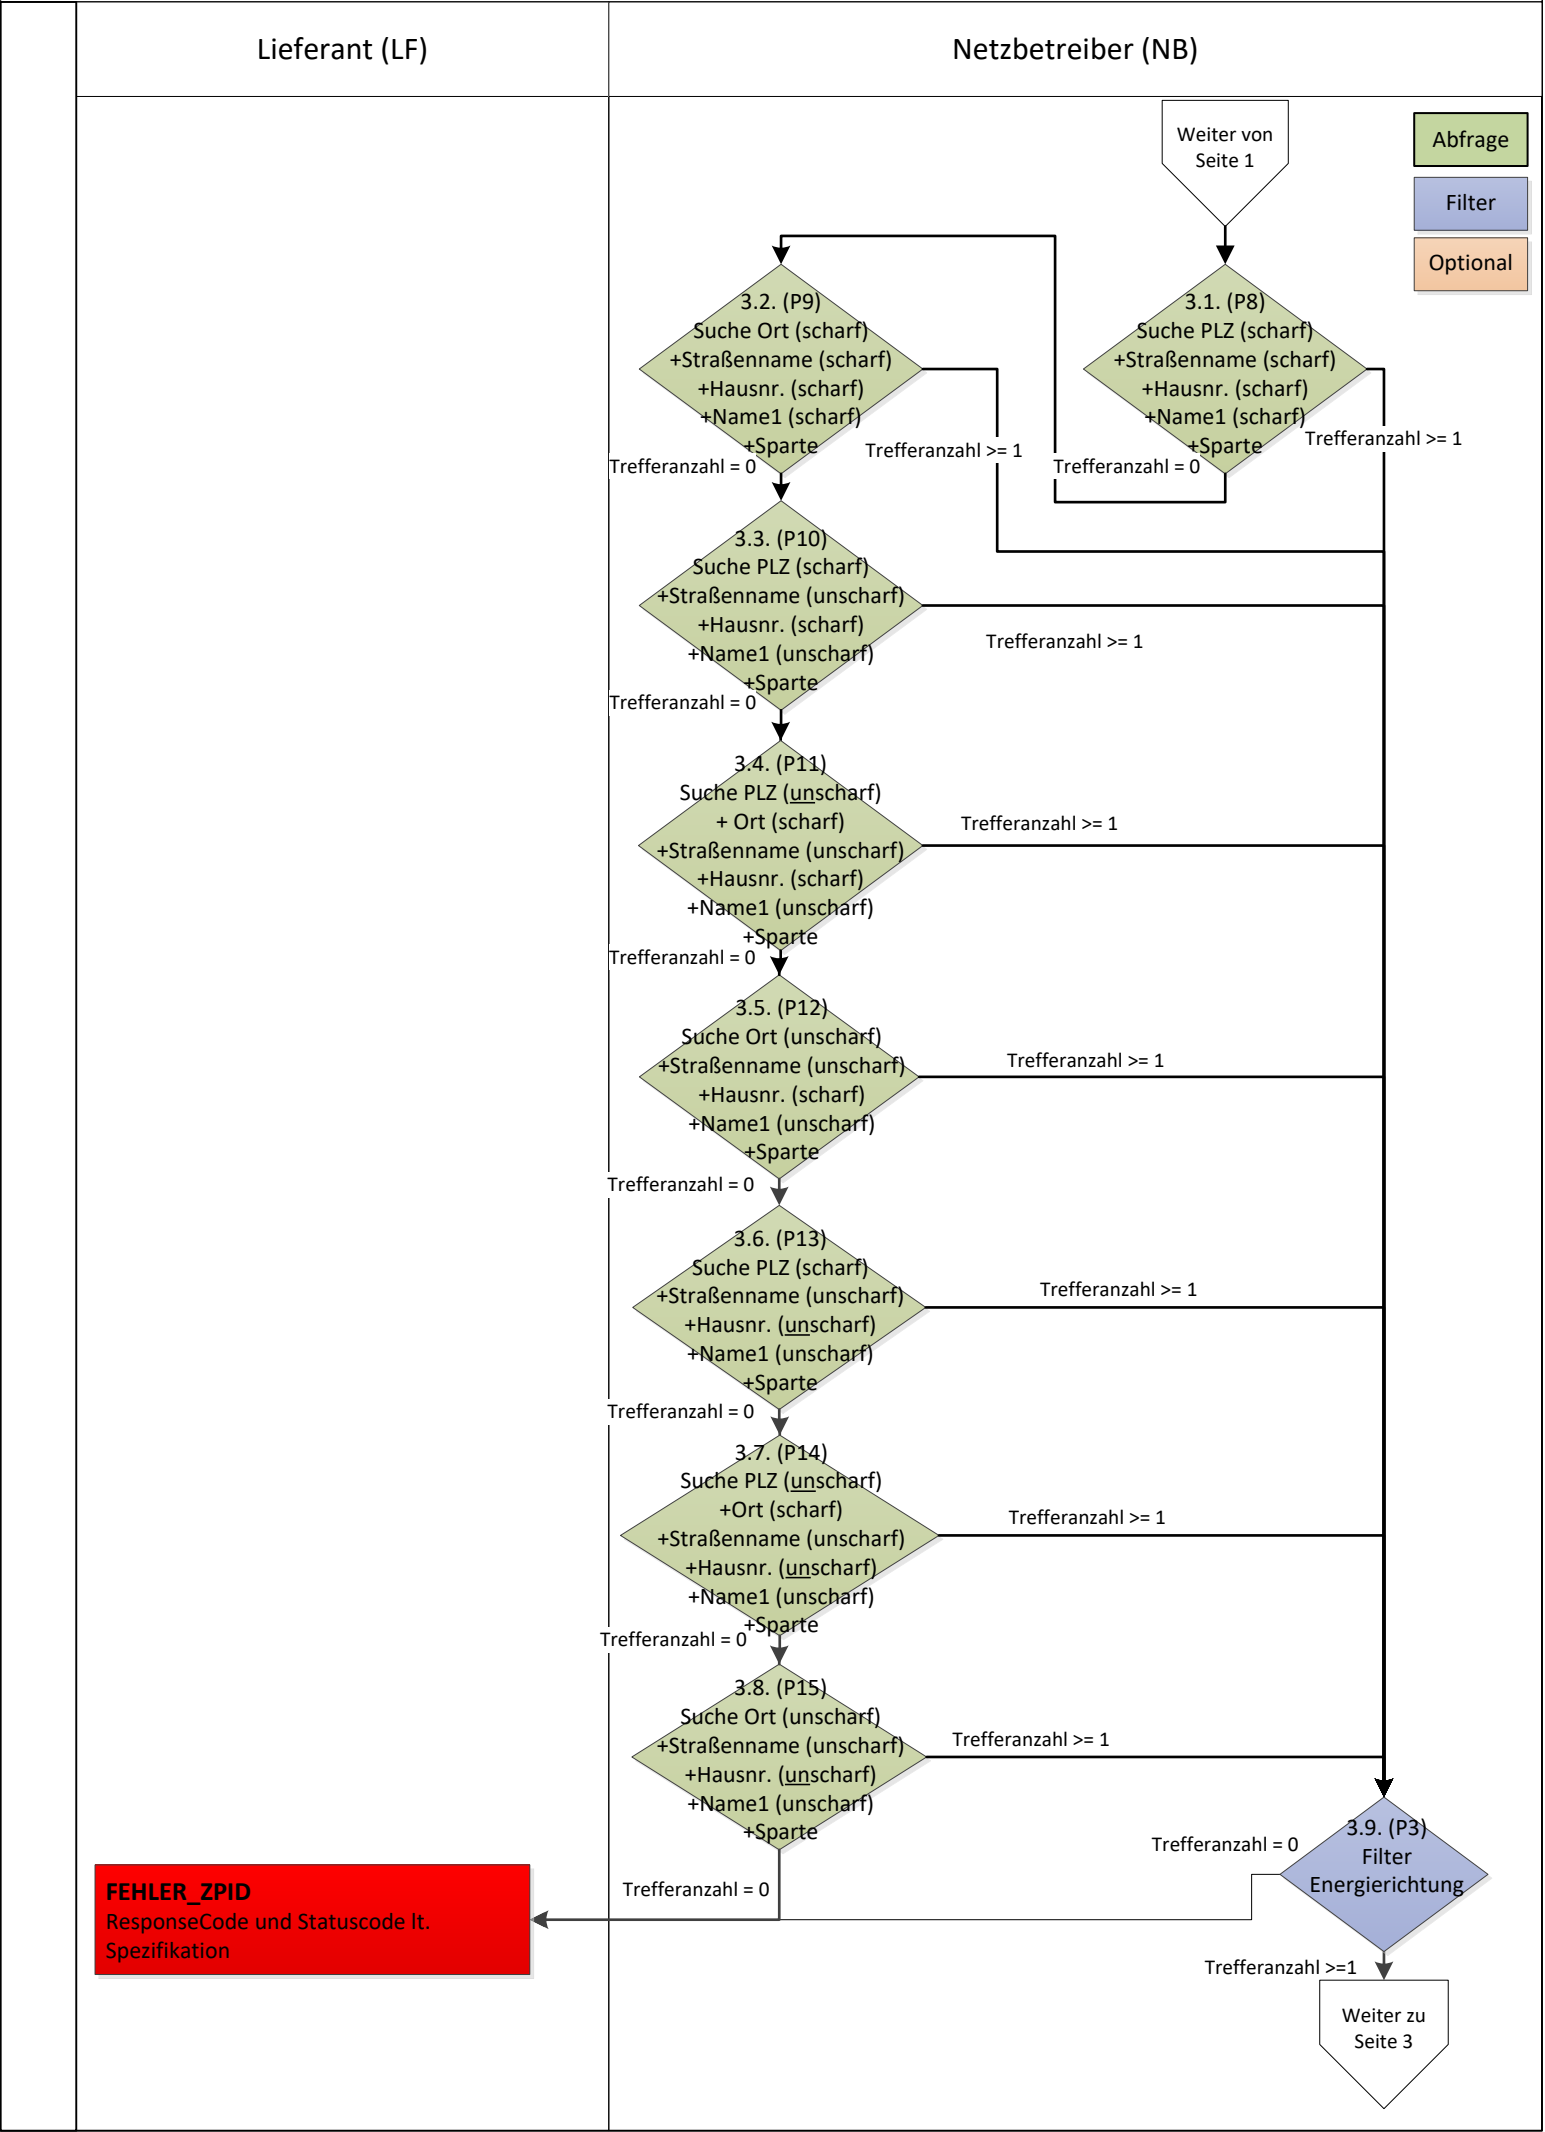 Lieferant (LF)
Netzbetreiber (NB)
Weiter von
Seite 1
Abfrage
Filter
Optional
3.1. (P8)
Suche PLZ (scharf)
+Straßenname (scharf)
+Hausnr. (scharf)
+Name1 (scharf)
+Sparte
Trefferanzahl >= 1
Trefferanzahl = 0
3.2. (P9)
Suche Ort (scharf)
+Straßenname (scharf)
+Hausnr. (scharf)
+Name1 (scharf)
+Sparte
Trefferanzahl >= 1
Trefferanzahl = 0
3.3. (P10)
Suche PLZ (scharf)
+Straßenname (unscharf)
+Hausnr. (scharf)
+Name1 (unscharf)
+Sparte
Trefferanzahl >= 1
Trefferanzahl = 0
3.4. (P11)
Suche PLZ (unscharf)
+ Ort (scharf)
+Straßenname (unscharf)
+Hausnr. (scharf)
+Name1 (unscharf)
+Sparte
Trefferanzahl >= 1
Trefferanzahl = 0
3.5. (P12)
Suche Ort (unscharf)
+Straßenname (unscharf)
+Hausnr. (scharf)
+Name1 (unscharf)
+Sparte
Trefferanzahl >= 1
Trefferanzahl = 0
3.6. (P13)
Suche PLZ (scharf)
+Straßenname (unscharf)
+Hausnr. (unscharf)
+Name1 (unscharf)
+Sparte
Trefferanzahl >= 1
Trefferanzahl = 0
3.7. (P14)
Suche PLZ (unscharf)
+Ort (scharf)
+Straßenname (unscharf)
+Hausnr. (unscharf)
+Name1 (unscharf)
+Sparte
Trefferanzahl >= 1
Trefferanzahl = 0
3.8. (P15)
Suche Ort (unscharf)
+Straßenname (unscharf)
+Hausnr. (unscharf)
+Name1 (unscharf)
+Sparte
Trefferanzahl >= 1
Trefferanzahl = 0
3.9. (P3)
Filter
Energierichtung
Trefferanzahl = 0
Trefferanzahl >=1
FEHLER_ZPID
ResponseCode und Statuscode lt.
Spezifikation
Weiter zu
Seite 3